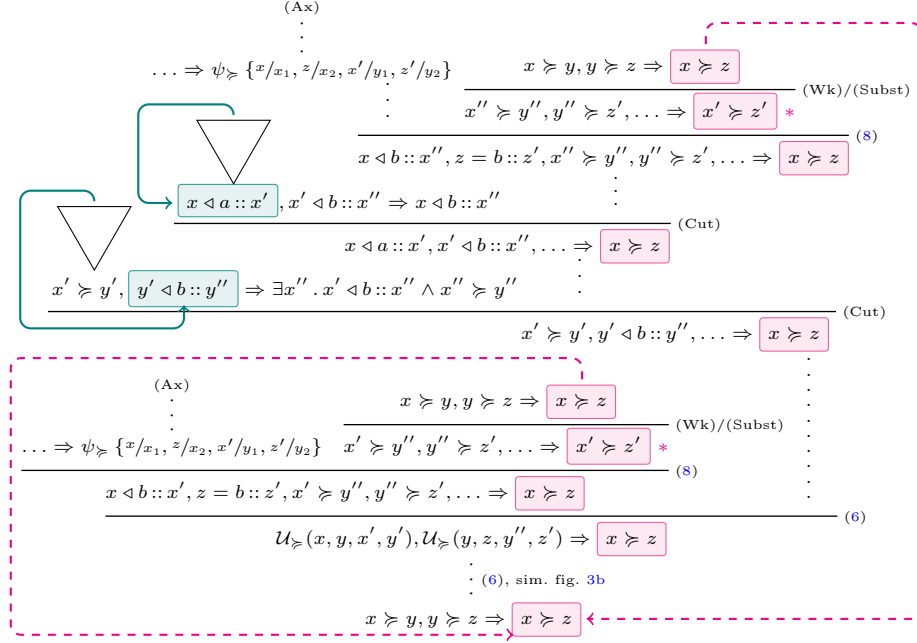 (Ax)
… ⇒ ψ≽ {x/x₁, z/x₂, x′/y₁, z′/y₂}
x ≽ y, y ≽ z ⇒ x ≽ z
(Wk)/(Subst)
x″ ≽ y″, y″ ≽ z′, … ⇒ x′ ≽ z′ *
(8)
x ◃ b :: x″, z = b :: z′, x″ ≽ y″, y″ ≽ z′, … ⇒ x ≽ z
x ◃ a :: x′, x′ ◃ b :: x″ ⇒ x ◃ b :: x″
(Cut)
x ◃ a :: x′, x′ ◃ b :: x″, … ⇒ x ≽ z
x′ ≽ y′, y′ ◃ b :: y″ ⇒ ∃x″ . x′ ◃ b :: x″ ∧ x″ ≽ y″
(Cut)
x′ ≽ y′, y′ ◃ b :: y″, … ⇒ x ≽ z
(Ax)
x ≽ y, y ≽ z ⇒ x ≽ z
(Wk)/(Subst)
… ⇒ ψ≽ {x/x₁, z/x₂, x′/y₁, z′/y₂}
x′ ≽ y″, y″ ≽ z′, … ⇒ x′ ≽ z′ *
(8)
x ◃ b :: x′, z = b :: z′, x′ ≽ y″, y″ ≽ z′, … ⇒ x ≽ z
(6)
𝒰≽(x, y, x′, y′), 𝒰≽(y, z, y″, z′) ⇒ x ≽ z
(6), sim. fig. 3b
x ≽ y, y ≽ z ⇒ x ≽ z